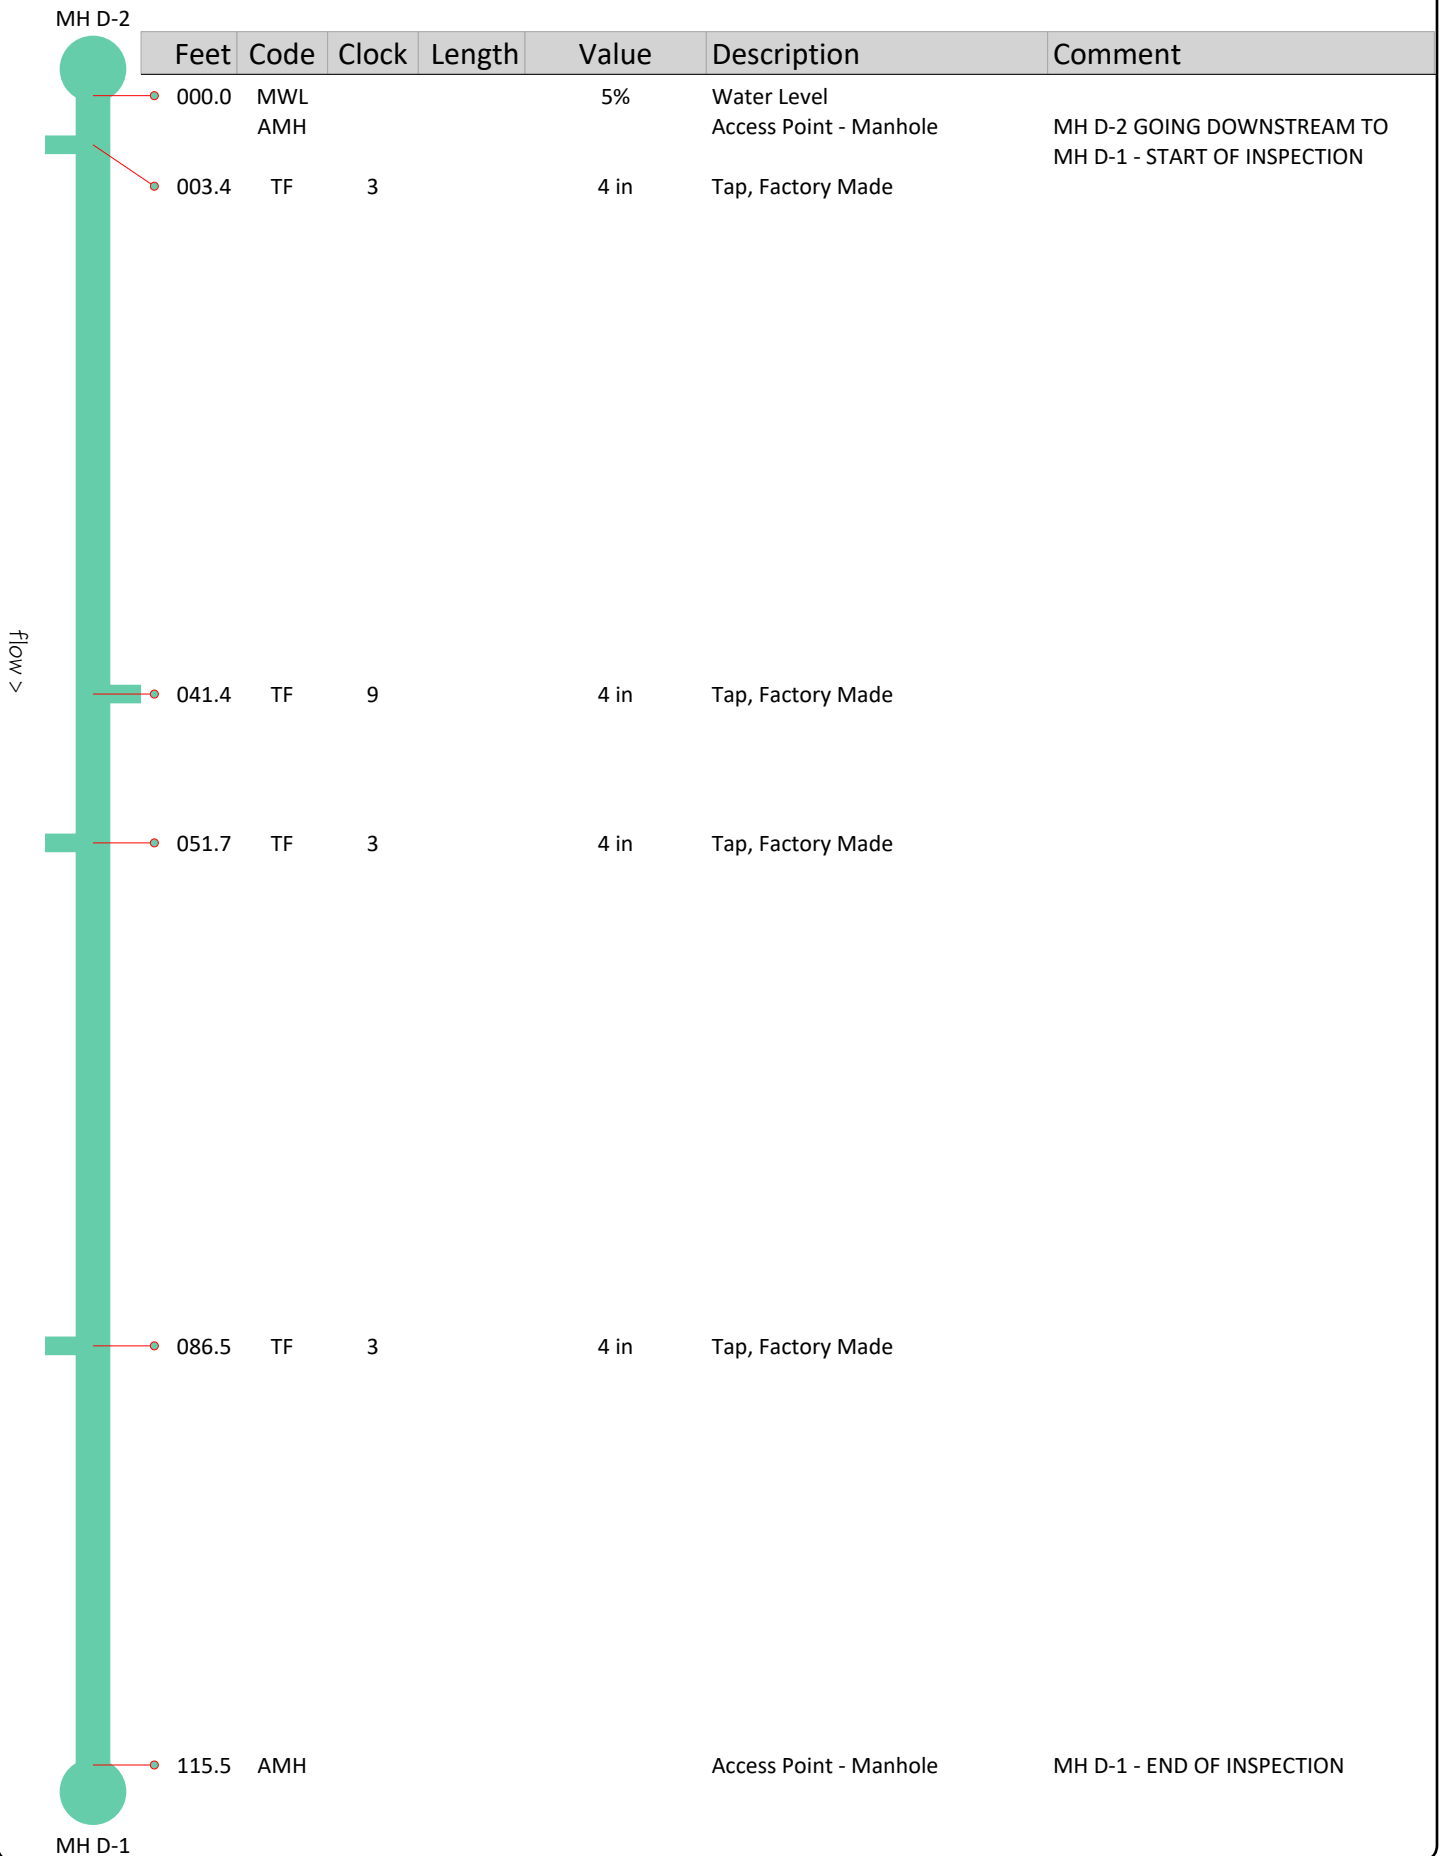 MH D-2
Feet Code Clock Length Value Description Comment
000.0 MWL 5% Water Level
AMH Access Point - Manhole MH D-2 GOING DOWNSTREAM TO
MH D-1 - START OF INSPECTION
003.4 TF 3 4 in Tap, Factory Made
flow >
041.4 TF 9 4 in Tap, Factory Made
051.7 TF 3 4 in Tap, Factory Made
086.5 TF 3 4 in Tap, Factory Made
115.5 AMH Access Point - Manhole MH D-1 - END OF INSPECTION
MH D-1